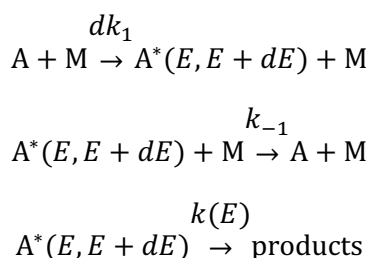 dk₁
A + M → A*(E, E + dE) + M
k₋₁
A*(E, E + dE) + M → A + M
k(E)
A*(E, E + dE) → products